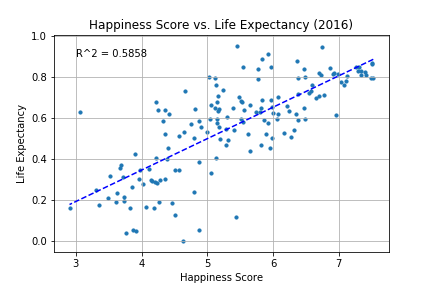 Happiness Score vs. Life Expectancy (2016)
R^2 = 0.5858
1.0
0.8
0.6
0.4
0.2
0.0
Life Expectancy
3 4 5 6 7
Happiness Score